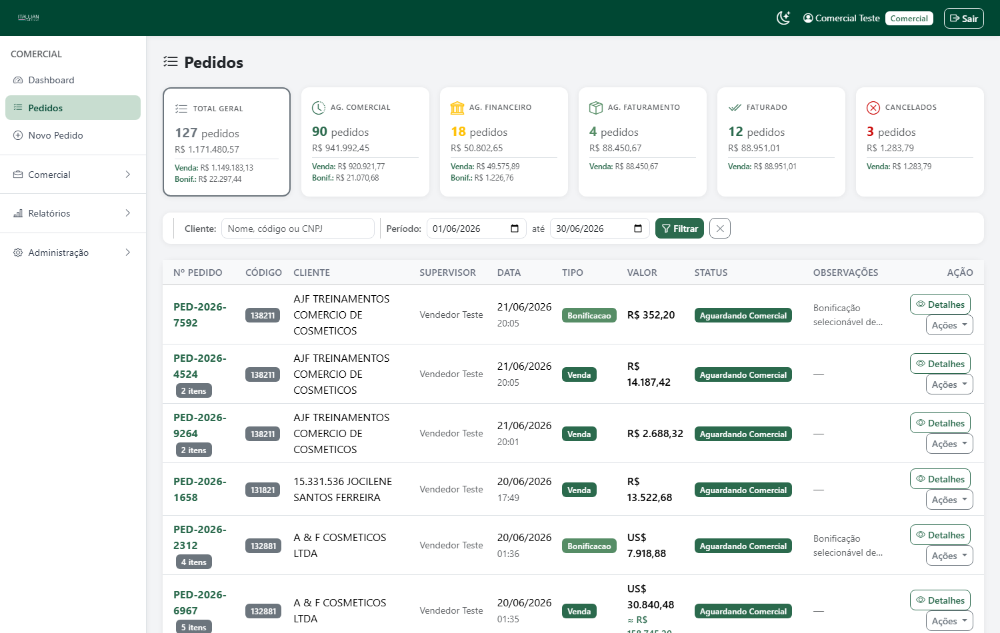 ITALLIAN
Comercial Teste
Comercial
Sair
COMERCIAL
Dashboard
Pedidos
Novo Pedido
Comercial
Relatórios
Administração
Pedidos
TOTAL GERAL
127 pedidos
R$ 1.171.480,57
Venda: R$ 1.149.183,13
Bonif.: R$ 22.297,44
AG. COMERCIAL
90 pedidos
R$ 941.992,45
Venda: R$ 920.921,77
Bonif.: R$ 21.070,68
AG. FINANCEIRO
18 pedidos
R$ 50.802,65
Venda: R$ 49.575,89
Bonif.: R$ 1.226,76
AG. FATURAMENTO
4 pedidos
R$ 88.450,67
Venda: R$ 88.450,67
FATURADO
12 pedidos
R$ 88.951,01
Venda: R$ 88.951,01
CANCELADOS
3 pedidos
R$ 1.283,79
Venda: R$ 1.283,79
Cliente: Nome, código ou CNPJ Período: 01/06/2026 até 30/06/2026 Filtrar
Nº PEDIDO CÓDIGO CLIENTE SUPERVISOR DATA TIPO VALOR STATUS OBSERVAÇÕES AÇÃO
PED-2026-
7592
138211
AJF TREINAMENTOS
COMERCIO DE
COSMETICOS
Vendedor Teste
21/06/2026
20:05
Bonificacao
R$ 352,20
Aguardando Comercial
Bonificação
selecionável de...
Detalhes
Ações
PED-2026-
4524
2 itens
138211
AJF TREINAMENTOS
COMERCIO DE
COSMETICOS
Vendedor Teste
21/06/2026
20:05
Venda
R$
14.187,42
Aguardando Comercial
—
Detalhes
Ações
PED-2026-
9264
2 itens
138211
AJF TREINAMENTOS
COMERCIO DE
COSMETICOS
Vendedor Teste
21/06/2026
20:01
Venda
R$ 2.688,32
Aguardando Comercial
—
Detalhes
Ações
PED-2026-
1658
131821
15.331.536 JOCILENE
SANTOS FERREIRA
Vendedor Teste
20/06/2026
17:49
Venda
R$
13.522,68
Aguardando Comercial
—
Detalhes
Ações
PED-2026-
2312
4 itens
132881
A & F COSMETICOS
LTDA
Vendedor Teste
20/06/2026
01:36
Bonificacao
US$
7.918,88
Aguardando Comercial
Bonificação
selecionável de...
Detalhes
Ações
PED-2026-
6967
5 itens
132881
A & F COSMETICOS
LTDA
Vendedor Teste
20/06/2026
01:35
Venda
US$
30.840,48
≈ R$
Aguardando Comercial
—
Detalhes
Ações